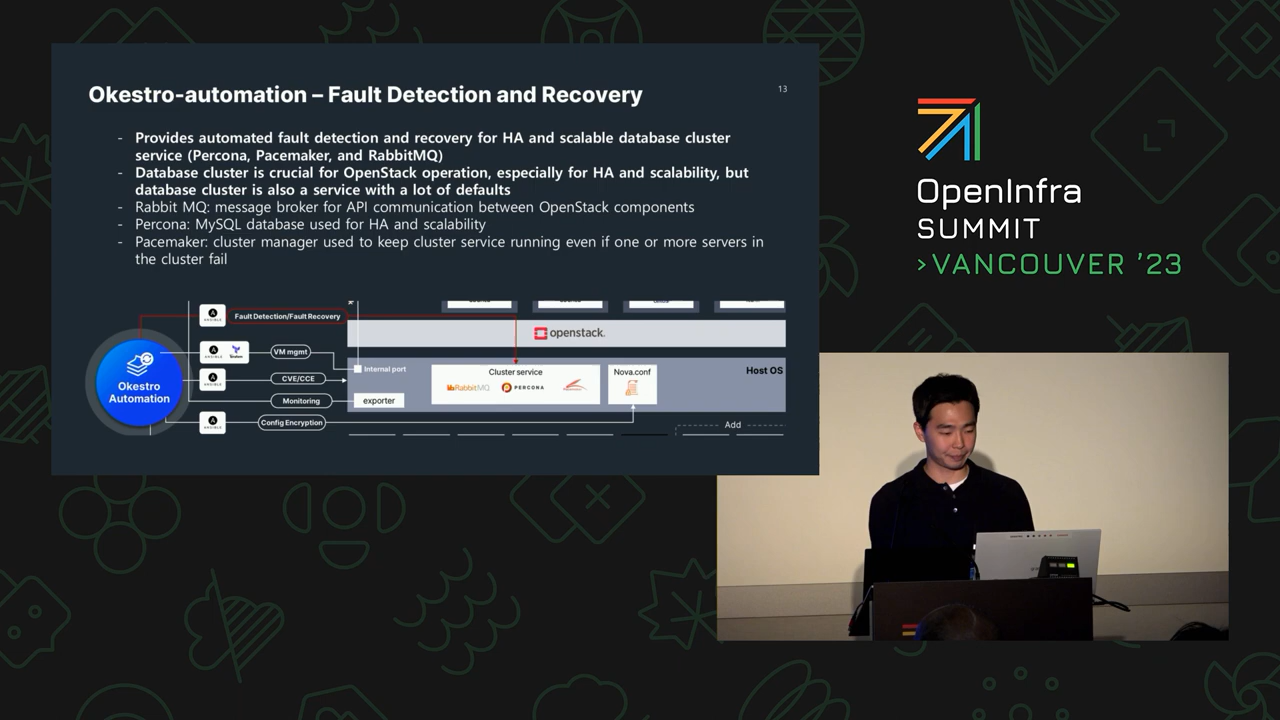 Okestro-automation – Fault Detection and Recovery
13
- Provides automated fault detection and recovery for HA and scalable database cluster
service (Percona, Pacemaker, and RabbitMQ)
- Database cluster is crucial for OpenStack operation, especially for HA and scalability, but
database cluster is also a service with a lot of defaults
- Rabbit MQ: message broker for API communication between OpenStack components
- Percona: MySQL database used for HA and scalability
- Pacemaker: cluster manager used to keep cluster service running even if one or more servers in
the cluster fail
Fault Detection/Fault Recovery
openstack.
VM mgmt
Internal port
Cluster service
Nova.conf
Host OS
Okestro
Automation
CVE/CCE
RabbitMQ
PERCONA
Monitoring
exporter
Config Encryption
Add
ANSIBLE
ANSIBLE
Terraform
ANSIBLE
ANSIBLE
OpenInfra
SUMMIT
>VANCOUVER '23